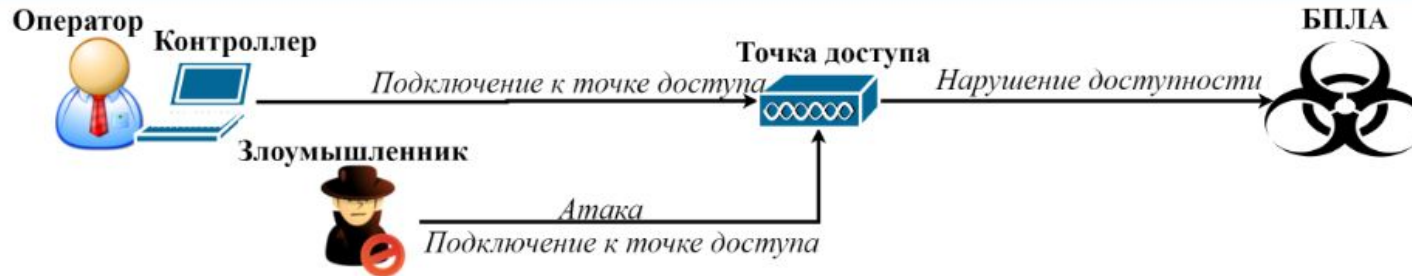 Оператор
БПЛА
Контроллер
Точка доступа
Подключение к точке доступа
Нарушение доступности
Злоумышленник
Атака
Подключение к точке доступа